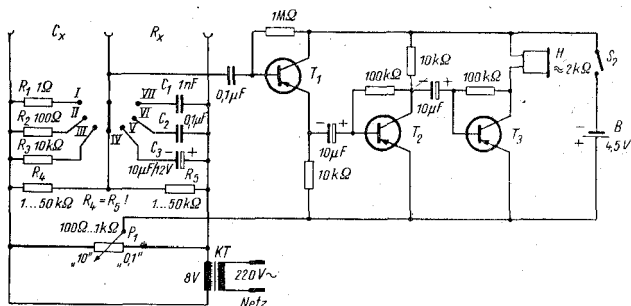 Cx
Rx
R1 1Ω
I
R2 100Ω
II
III
R3 10kΩ
R4
1...50kΩ
R4 = R5 !
VII
VI
V
IV
C1 1nF
C2
0,1µF
C3
10µF/12V
- +
R5
1...50kΩ
100Ω...1kΩ
P1
„10"
„0,1"
KT
8V
220V~
Netz
0,1µF
1MΩ
T1
- +
10µF
10kΩ
100kΩ
10kΩ
T2
- +
10µF
100kΩ
T3
H
≈2kΩ
S2
-
+
B
4,5V